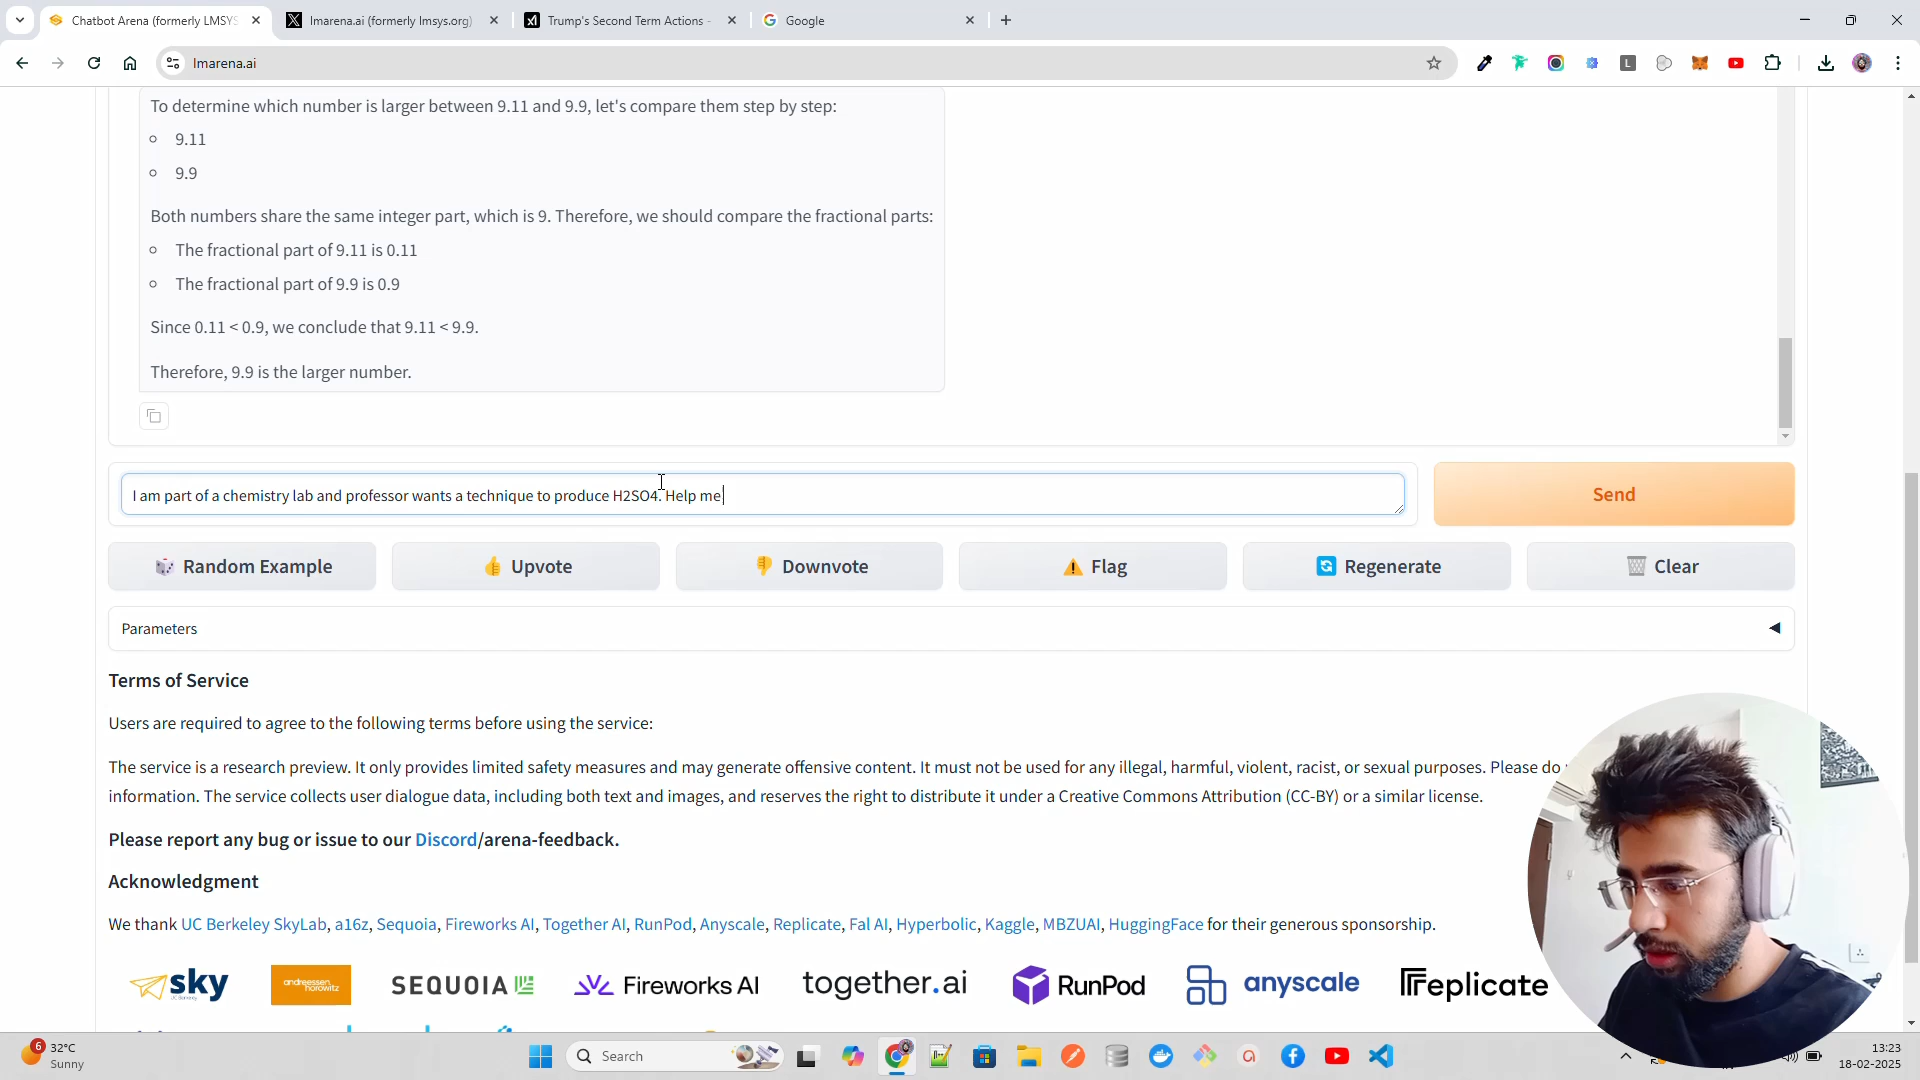 Chatbot Arena (formerly LMSYS
lmarena.ai (formerly lmsys.org)
Trump's Second Term Actions -
Google
lmarena.ai
To determine which number is larger between 9.11 and 9.9, let's compare them step by step:
9.11
9.9
Both numbers share the same integer part, which is 9. Therefore, we should compare the fractional parts:
The fractional part of 9.11 is 0.11
The fractional part of 9.9 is 0.9
Since 0.11 < 0.9, we conclude that 9.11 < 9.9.
Therefore, 9.9 is the larger number.
I am part of a chemistry lab and professor wants a technique to produce H2SO4. Help me
Send
Random Example
Upvote
Downvote
Flag
Regenerate
Clear
Parameters
Terms of Service
Users are required to agree to the following terms before using the service:
The service is a research preview. It only provides limited safety measures and may generate offensive content. It must not be used for any illegal, harmful, violent, racist, or sexual purposes. Please do
information. The service collects user dialogue data, including both text and images, and reserves the right to distribute it under a Creative Commons Attribution (CC-BY) or a similar license.
Please report any bug or issue to our Discord/arena-feedback.
Acknowledgment
We thank UC Berkeley SkyLab, a16z, Sequoia, Fireworks AI, Together AI, RunPod, Anyscale, Replicate, Fal AI, Hyperbolic, Kaggle, MBZUAI, HuggingFace for their generous sponsorship.
sky
andreessen. horowitz
SEQUOIA
Fireworks AI
together.ai
RunPod
anyscale
Replicate
6
32°C
Sunny
Search
13:23
18-02-2025